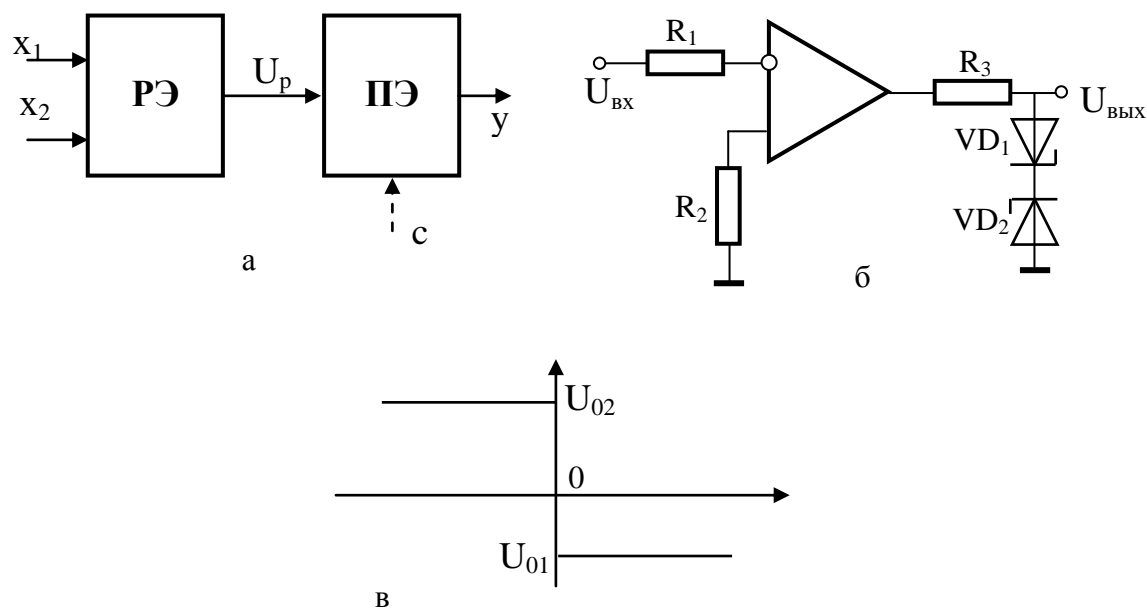 x₁
x₂
РЭ
Uр
ПЭ
y
c
а
R₁
Uвх
R₂
R₃
Uвых
VD₁
VD₂
б
U₀₂
0
U₀₁
в